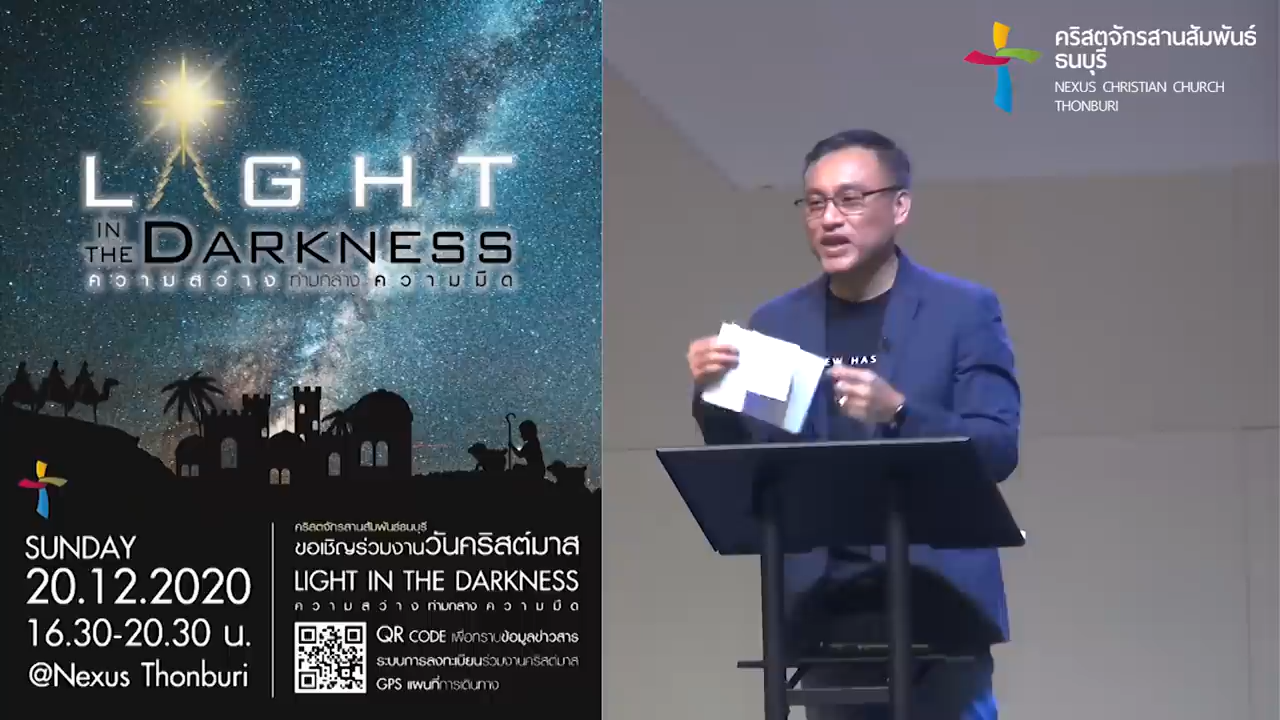 LIGHT
IN THE DARKNESS
ความสว่าง ท่ามกลาง ความมืด
SUNDAY
20.12.2020
16.30-20.30 น.
@Nexus Thonburi
คริสตจักรสานสัมพันธ์ธนบุรี
ขอเชิญร่วมงานวันคริสต์มาส
LIGHT IN THE DARKNESS
ความสว่าง ท่ามกลาง ความมืด
QR CODE เพื่อทราบข้อมูลข่าวสาร
ระบบการลงทะเบียนร่วมงานคริสต์มาส
GPS แผนที่การเดินทาง
คริสตจักรสานสัมพันธ์
ธนบุรี
NEXUS CHRISTIAN CHURCH
THONBURI
HAS